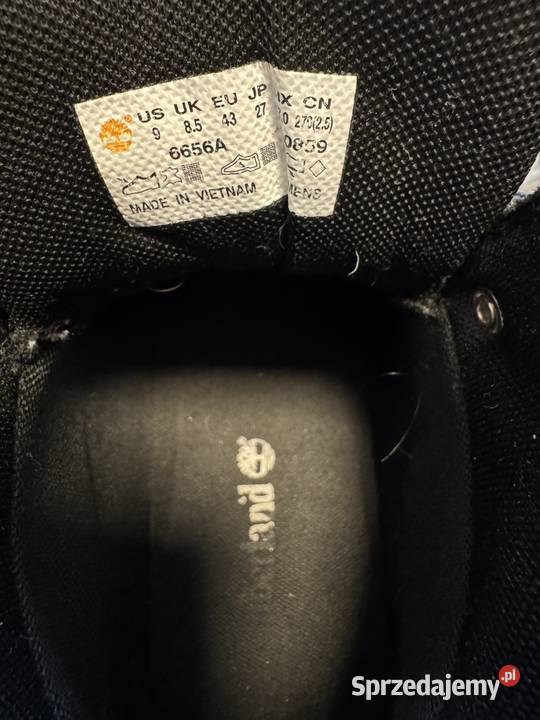 US UK EU JP CN
9 8.5 43 27 270(2.5)
6656A 0859
MADE IN VIETNAM
Sprzedajemy.pl